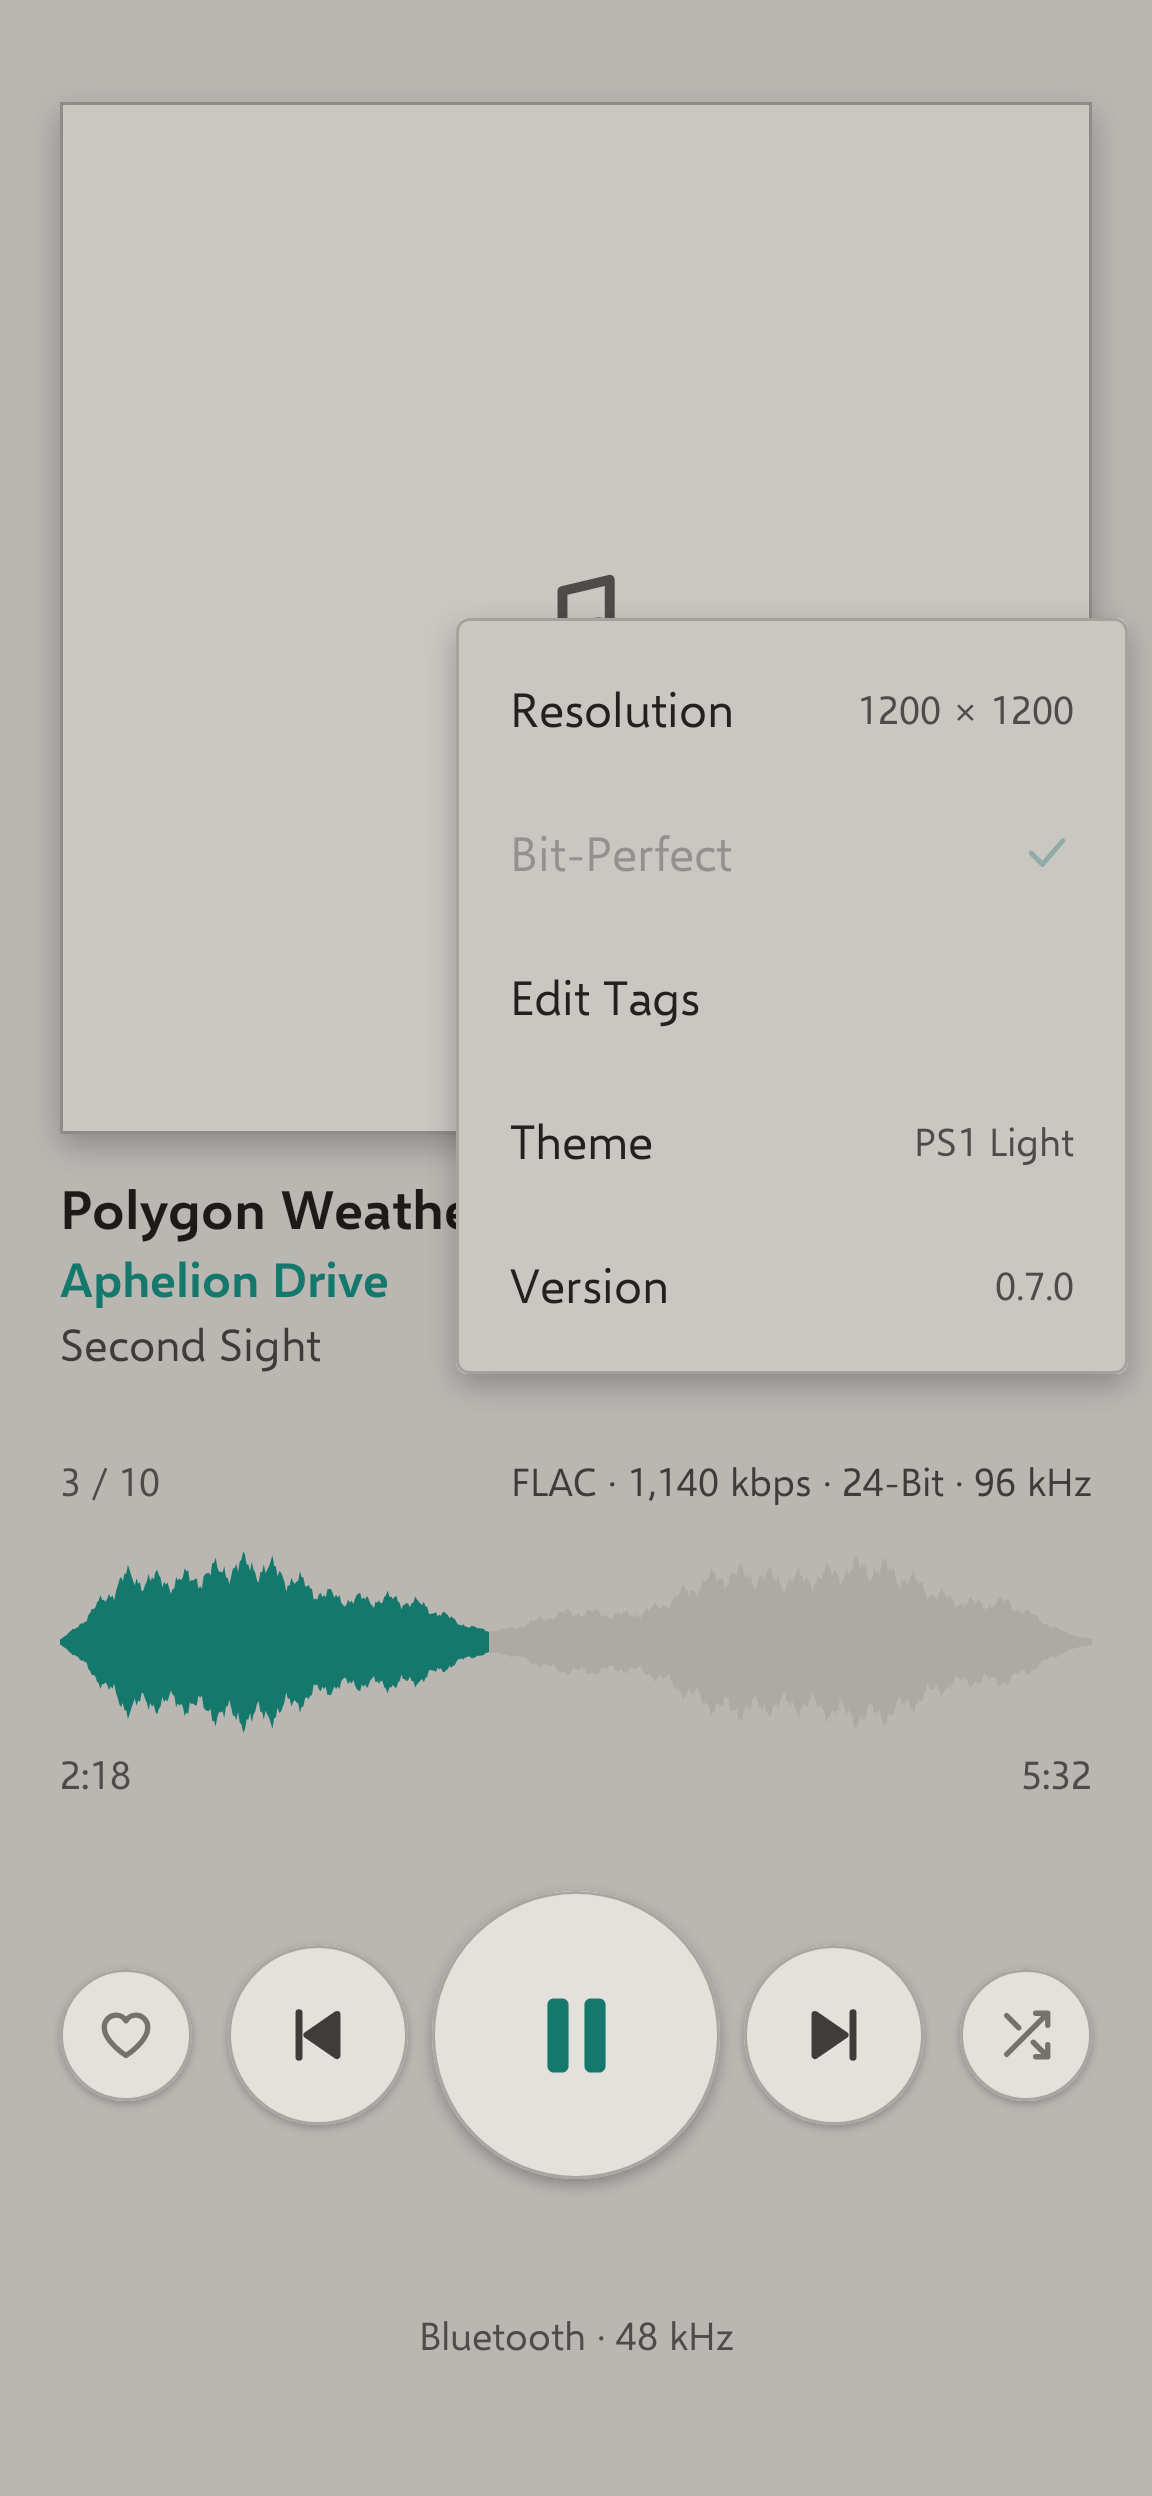 Resolution 1200 × 1200
Bit-Perfect
Edit Tags
Theme PS1 Light
Polygon
Aphelion Drive
Version 0.7.0
Second Sight
3 / 10 FLAC · 1,140 kbps · 24-Bit · 96 kHz
2:18 5:32
Bluetooth · 48 kHz